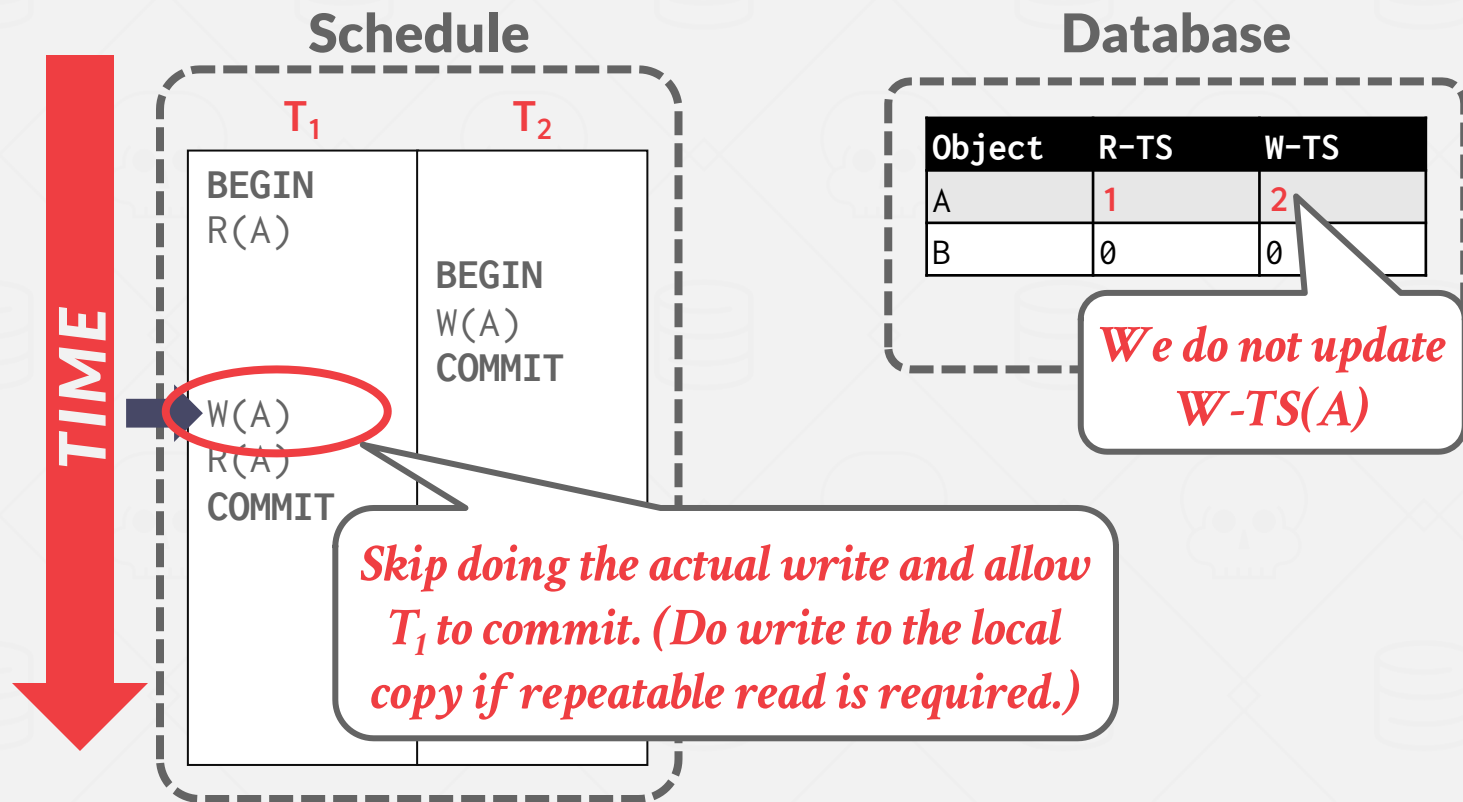 Schedule
Database
TIME
T₁ T₂
BEGIN
R(A)
BEGIN
W(A)
COMMIT
W(A)
R(A)
COMMIT
Object R-TS W-TS
A 1 2
B 0 0
We do not update
W-TS(A)
Skip doing the actual write and allow
T₁ to commit. (Do write to the local
copy if repeatable read is required.)